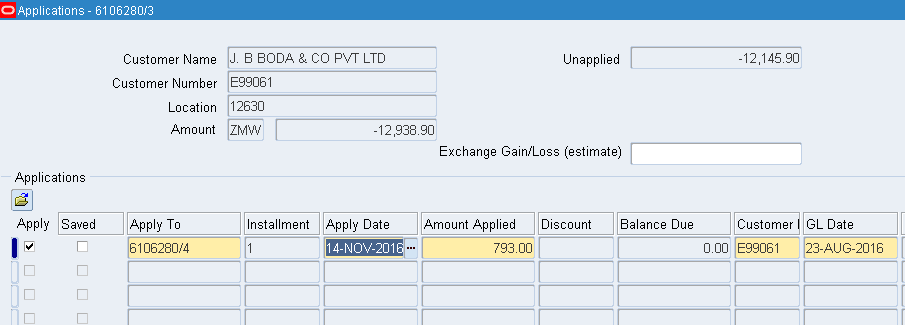 Applications - 6106280/3
Customer Name J. B BODA & CO PVT LTD Unapplied -12,145.90
Customer Number E99061
Location 12630
Amount ZMW -12,938.90
Exchange Gain/Loss (estimate)
Applications
Apply Saved Apply To Installment Apply Date Amount Applied Discount Balance Due Customer GL Date
6106280/4 1 14-NOV-2016 ... 793.00 0.00 E99061 23-AUG-2016